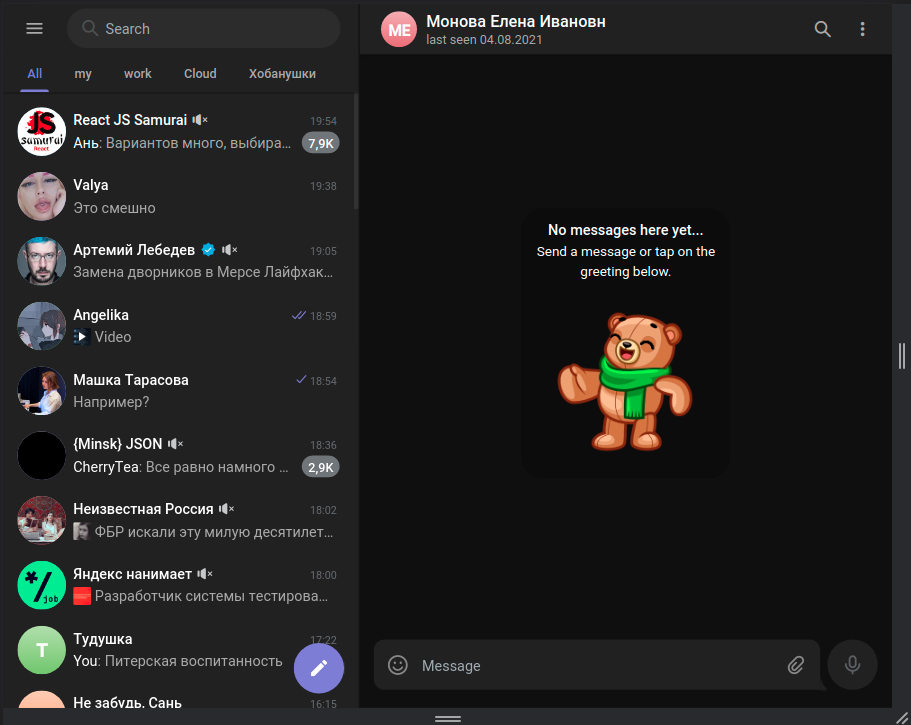 Search
All my work Cloud Хобанушки
React JS Samurai 19:54
Ань: Вариантов много, выбира... 7,9K
Valya 19:38
Это смешно
Артемий Лебедев 19:05
Замена дворников в Мерсе Лайфхак...
Angelika 18:59
Video
Машка Тарасова 18:54
Например?
{Minsk} JSON 18:36
CherryTea: Все равно намного ... 2,9K
Неизвестная Россия 18:02
ФБР искали эту милую десятилет...
Яндекс нанимает 18:00
Разработчик системы тестирова...
Тудушка 17:22
You: Питерская воспитанность
Не забудь, Сань 16:15
JS
samurai
React
*/
job
Т
ME
Монова Елена Ивановн
last seen 04.08.2021
No messages here yet...
Send a message or tap on the
greeting below.
Message